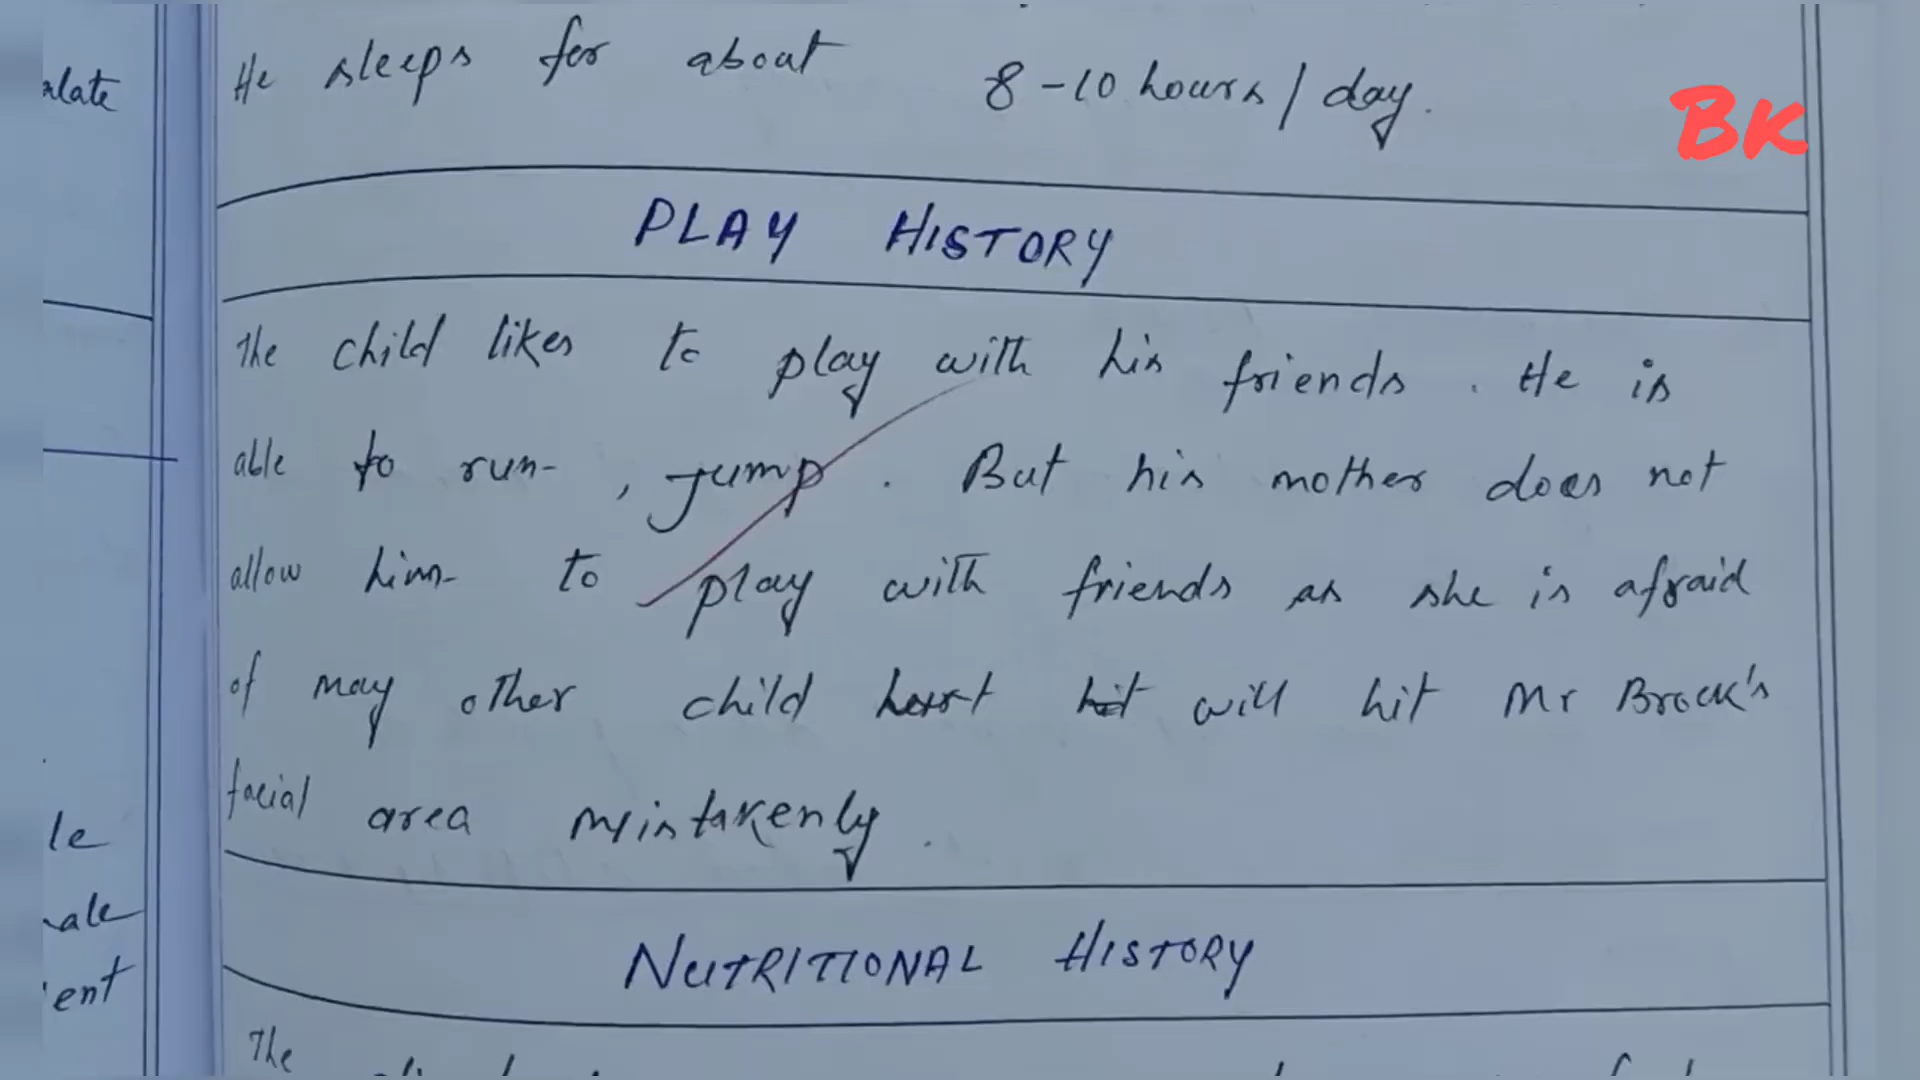 alate
He sleeps for about 8-10 hours/day.
BK
PLAY HISTORY
The child likes to play with his friends. He is
able to run, jump. But his mother does not
allow him to play with friends as she is afraid
of may other child hurt hit will hit Mr Brock's
facial area mistakenly.
le
ale
ent
NUTRITIONAL HISTORY
The